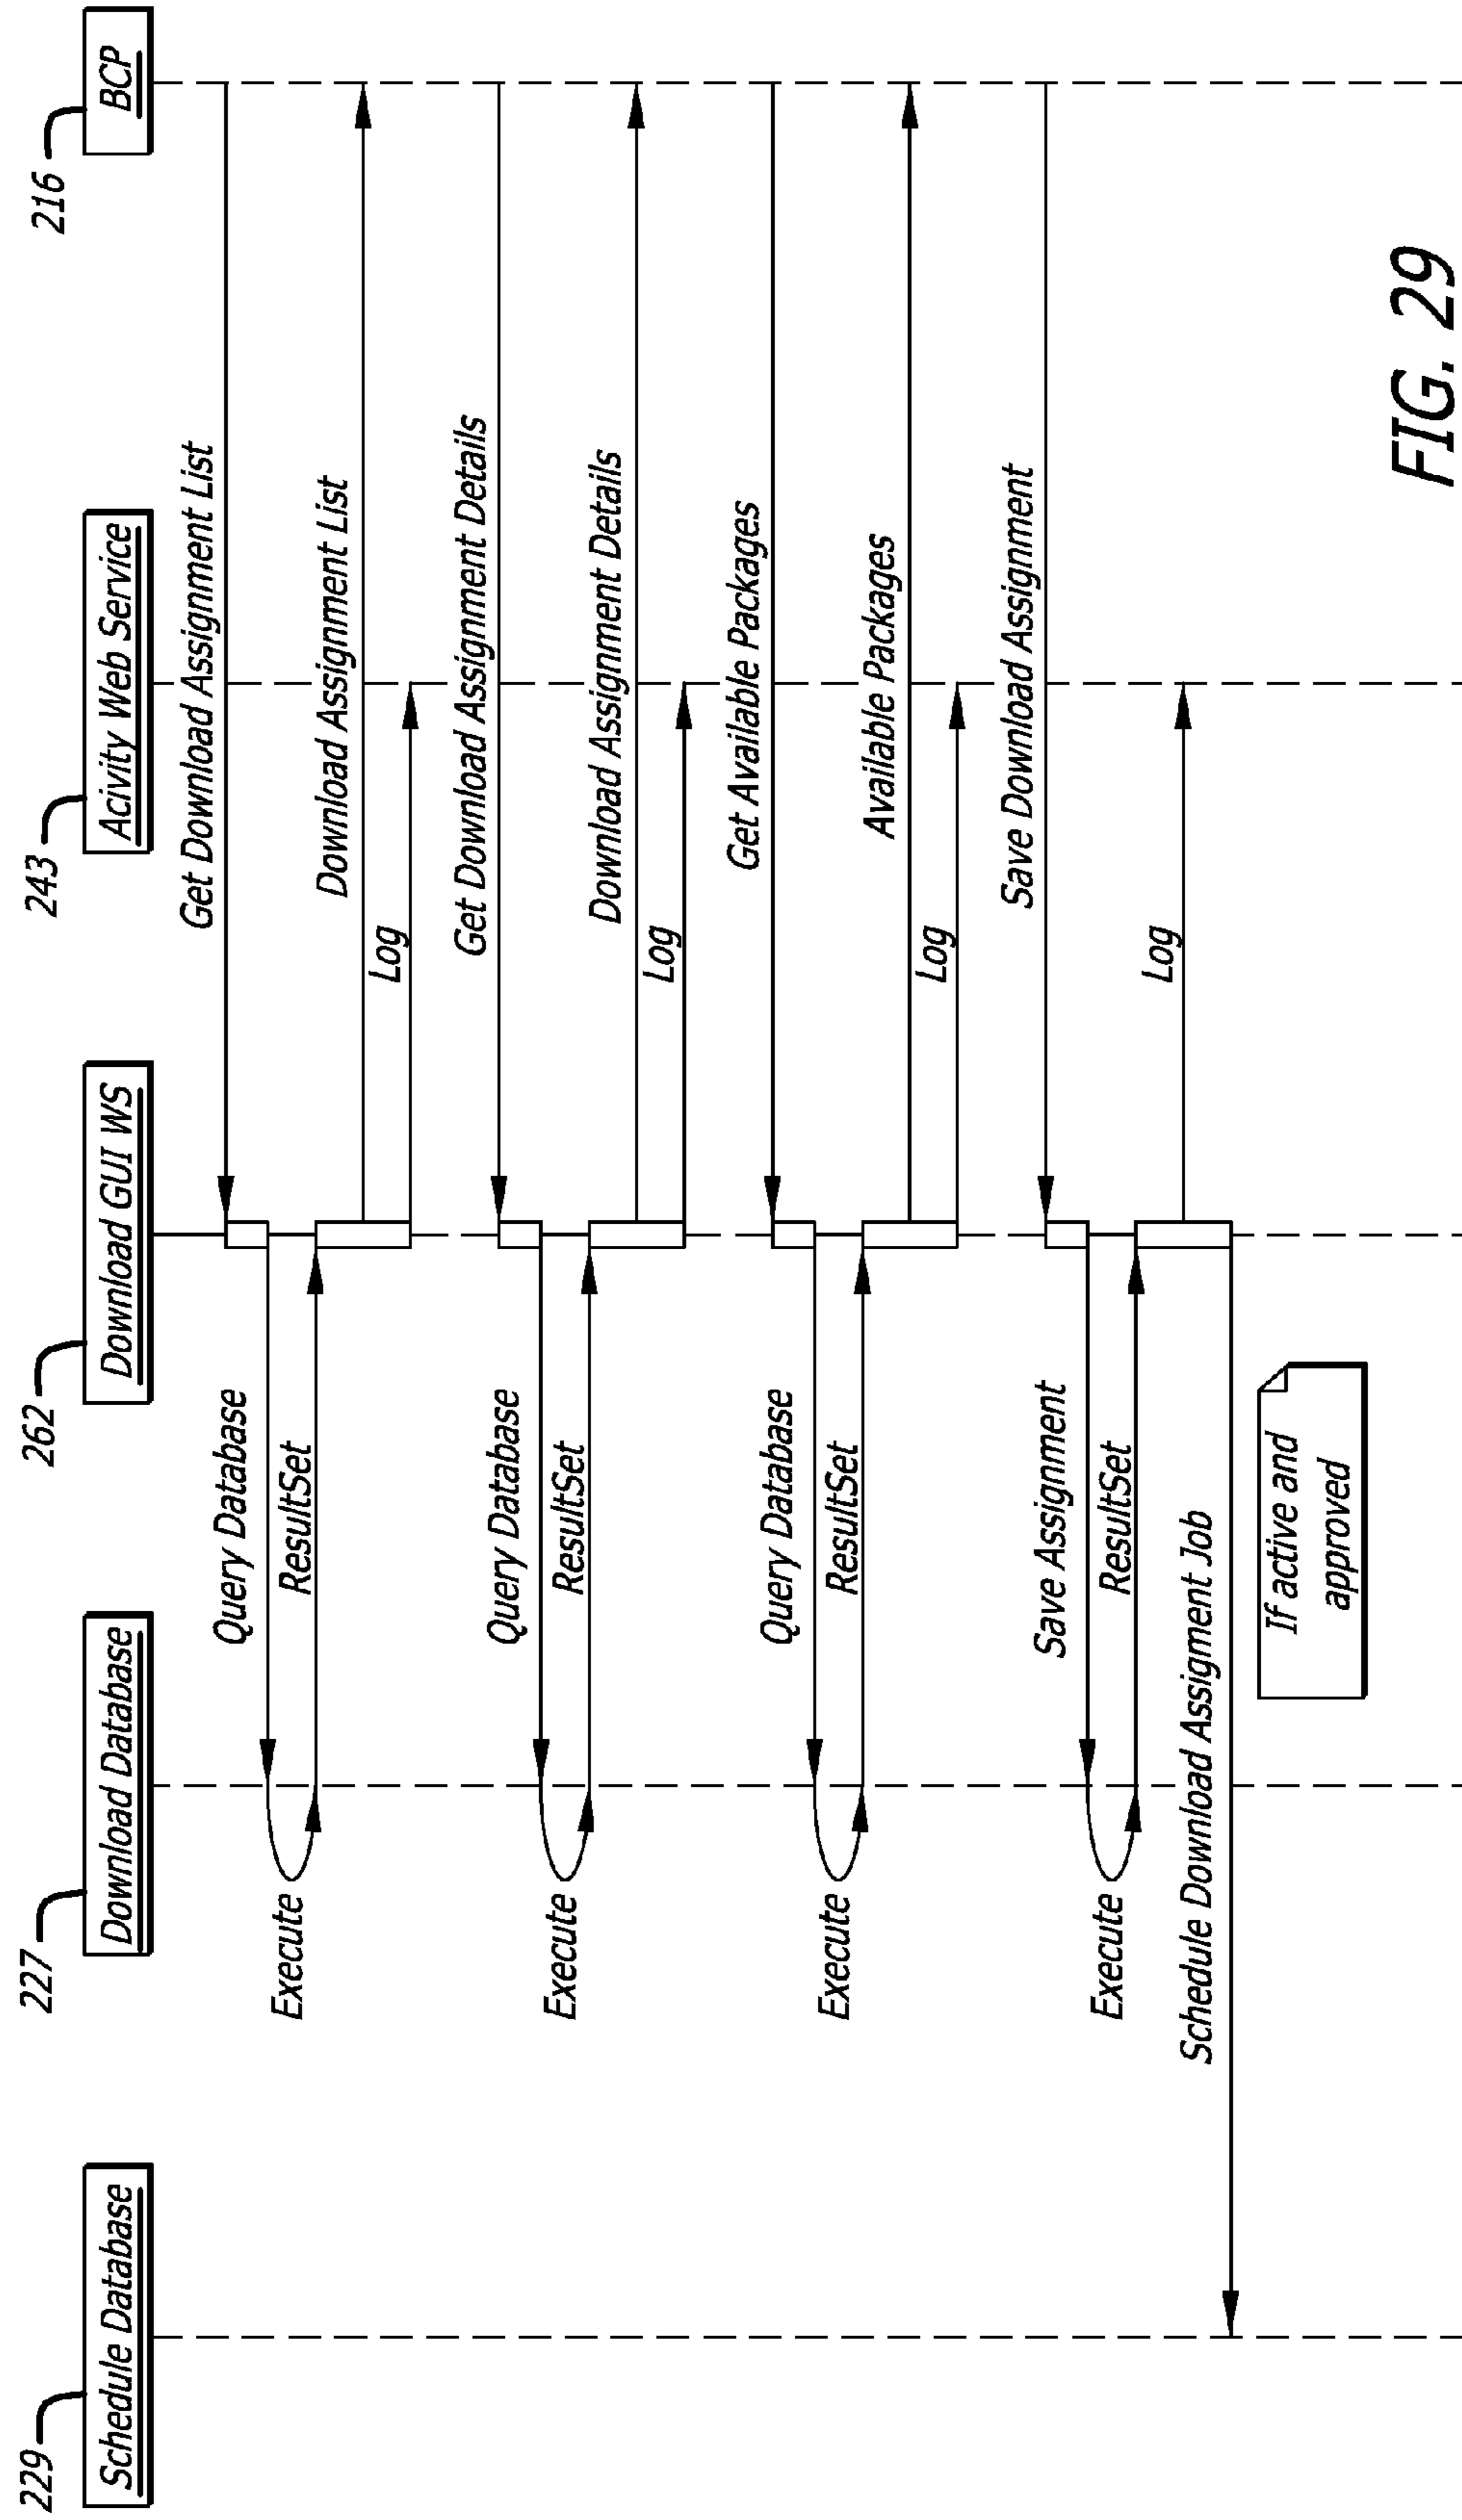 229
227
262
243
216
Schedule Database
Download Database
Download GUI WS
Acivity Web Service
BCP
Get Download Assignment List
Query Database
Execute
ResultSet
Download Assignment List
Log
Get Download Assignment Details
Query Database
Execute
ResultSet
Download Assignment Details
Log
Get Available Packages
Query Database
Execute
ResultSet
Available Packages
Log
Save Download Assignment
Save Assignment
Execute
ResultSet
Log
Schedule Download Assigment Job
If active and
approved
FIG. 29